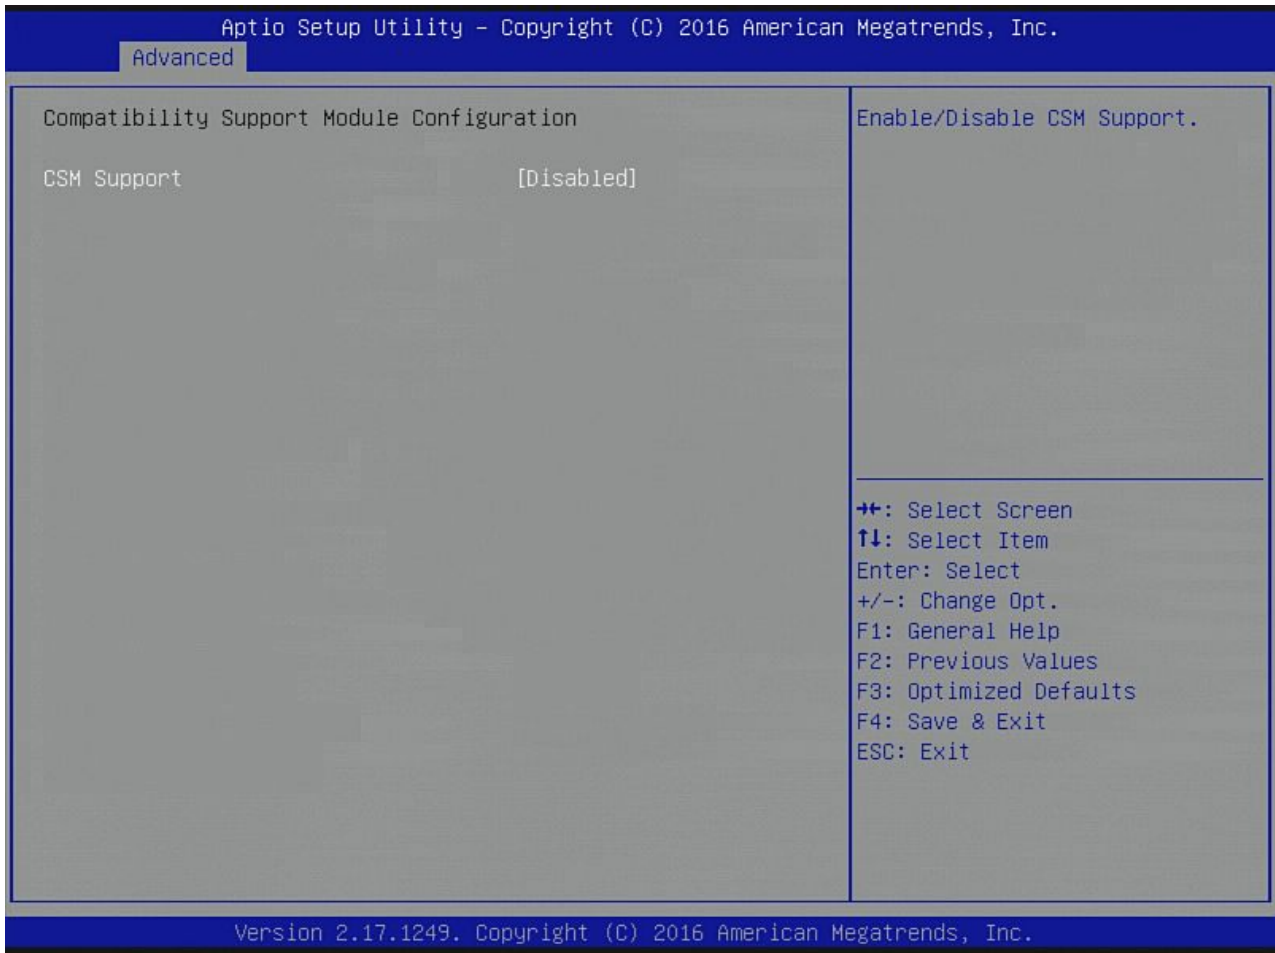 Aptio Setup Utility – Copyright (C) 2016 American Megatrends, Inc.
Advanced
Compatibility Support Module Configuration
CSM Support [Disabled]
Enable/Disable CSM Support.
→←: Select Screen
↑↓: Select Item
Enter: Select
+/-: Change Opt.
F1: General Help
F2: Previous Values
F3: Optimized Defaults
F4: Save & Exit
ESC: Exit
Version 2.17.1249. Copyright (C) 2016 American Megatrends, Inc.